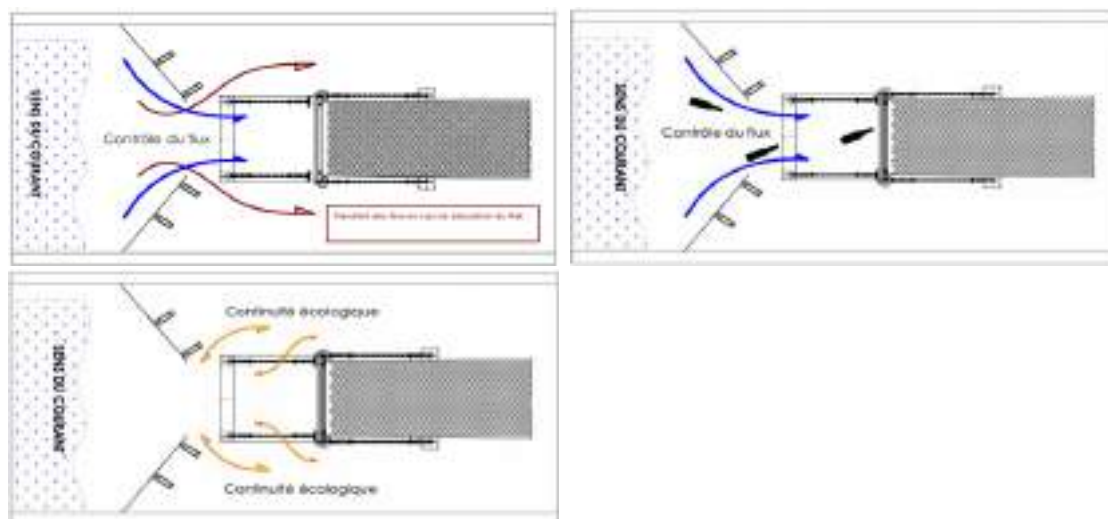 SENS DU COURANT
Contrôle du flux
SENS DU COURANT
Contrôle du flux
SENS DU COURANT
Continuité écologique
Continuité écologique